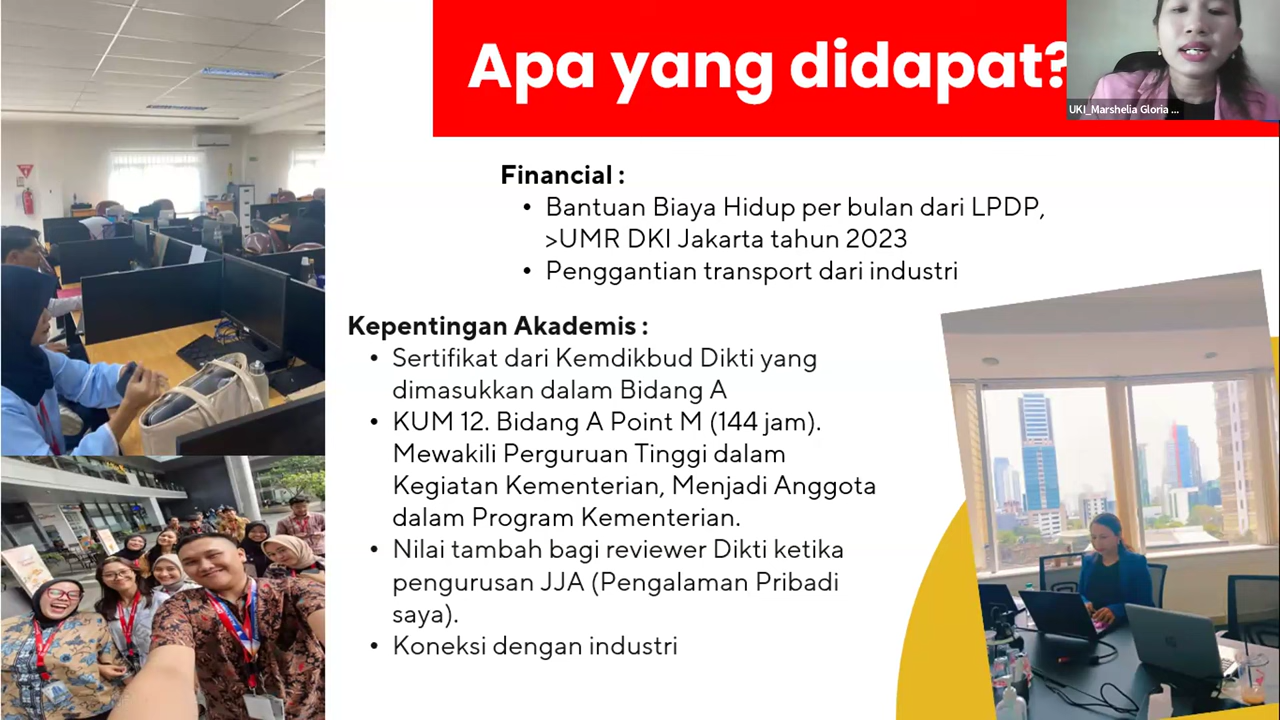 Apa yang didapat?
UKI_Marshelia Gloria ...
Financial :
• Bantuan Biaya Hidup per bulan dari LPDP,
>UMR DKI Jakarta tahun 2023
• Penggantian transport dari industri
Kepentingan Akademis :
• Sertifikat dari Kemdikbud Dikti yang
dimasukkan dalam Bidang A
• KUM 12. Bidang A Point M (144 jam).
Mewakili Perguruan Tinggi dalam
Kegiatan Kementerian, Menjadi Anggota
dalam Program Kementerian.
• Nilai tambah bagi reviewer Dikti ketika
pengurusan JJA (Pengalaman Pribadi
saya).
• Koneksi dengan industri